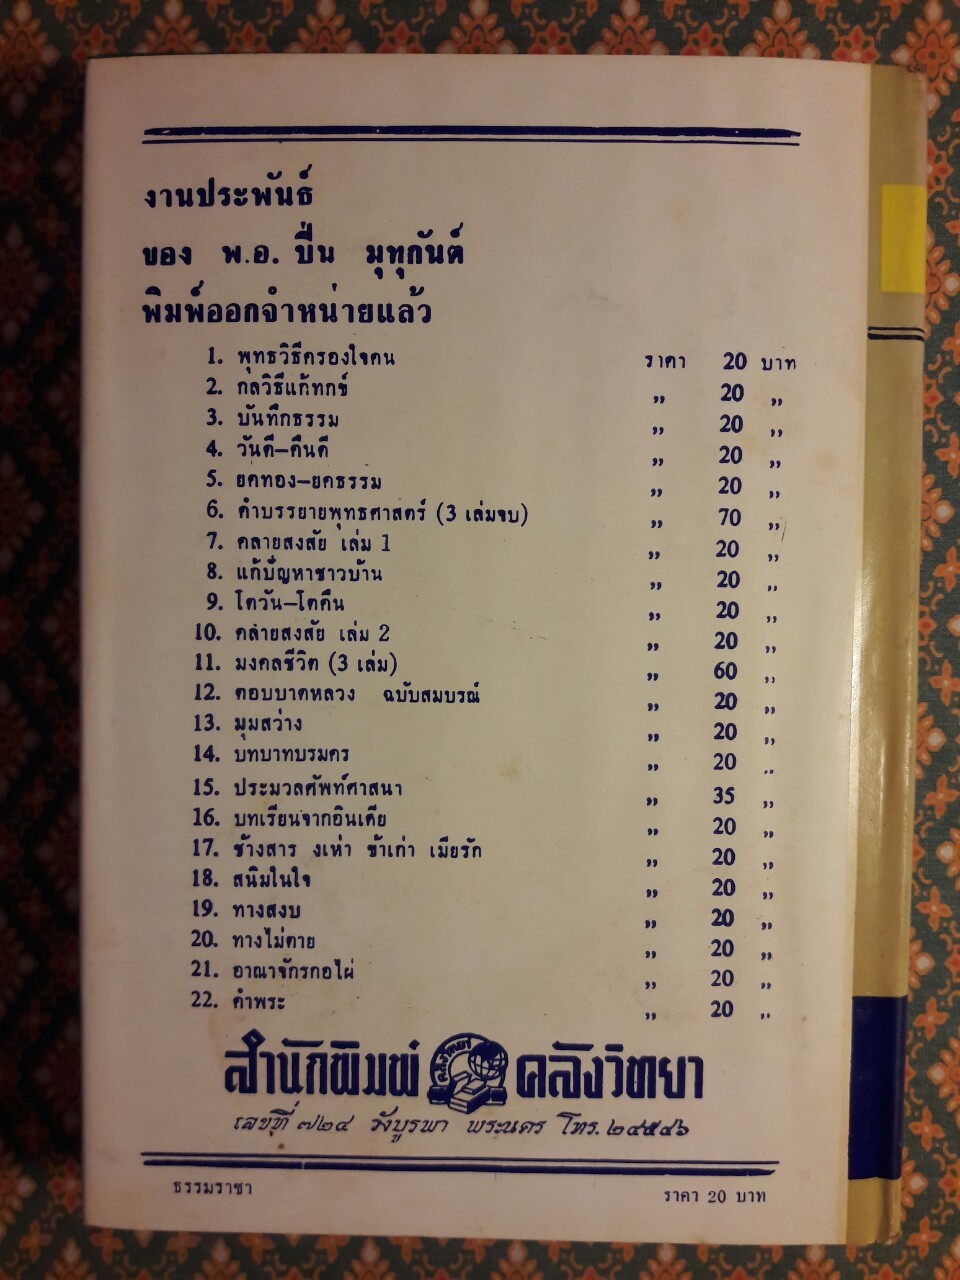 งานประพันธ์
ของ พ.อ. ปิ่น มุทุกันต์
พิมพ์ออกจำหน่ายแล้ว
1. พุทธวิธีครองใจคน ราคา 20 บาท
2. กลวิธีแก้ทุกข์ „ 20 „
3. บันทึกธรรม „ 20 „
4. วันดี–คืนดี „ 20 „
5. ยุคทอง–ยุคธรรม „ 20 „
6. คำบรรยายพุทธศาสตร์ (3 เล่มจบ) „ 70 „
7. คลายสงสัย เล่ม 1 „ 20 „
8. แก้ปัญหาชาวบ้าน „ 20 „
9. โต้วัน–โต้คืน „ 20 „
10. คลายสงสัย เล่ม 2 „ 20 „
11. มงคลชีวิต (3 เล่ม) „ 60 „
12. ตอบบาดหลวง ฉบับสมบูรณ์ „ 20 „
13. มุมสว่าง „ 20 „
14. บทบาทบรมครู „ 20 „
15. ประมวลศัพท์ศาสนา „ 35 „
16. บทเรียนจากอินเดีย „ 20 „
17. ช้างสาร งูเห่า ข้าเก่า เมียรัก „ 20 „
18. สนิมในใจ „ 20 „
19. ทางสงบ „ 20 „
20. ทางไม่ตาย „ 20 „
21. อาณาจักรกอไผ่ „ 20 „
22. คำพระ „ 20 „
สำนักพิมพ์ คลังวิทยา
เลขที่ ๗๒๔ วังบูรพา พระนคร โทร. ๒๔๕๔๖
ธรรมราชา ราคา 20 บาท